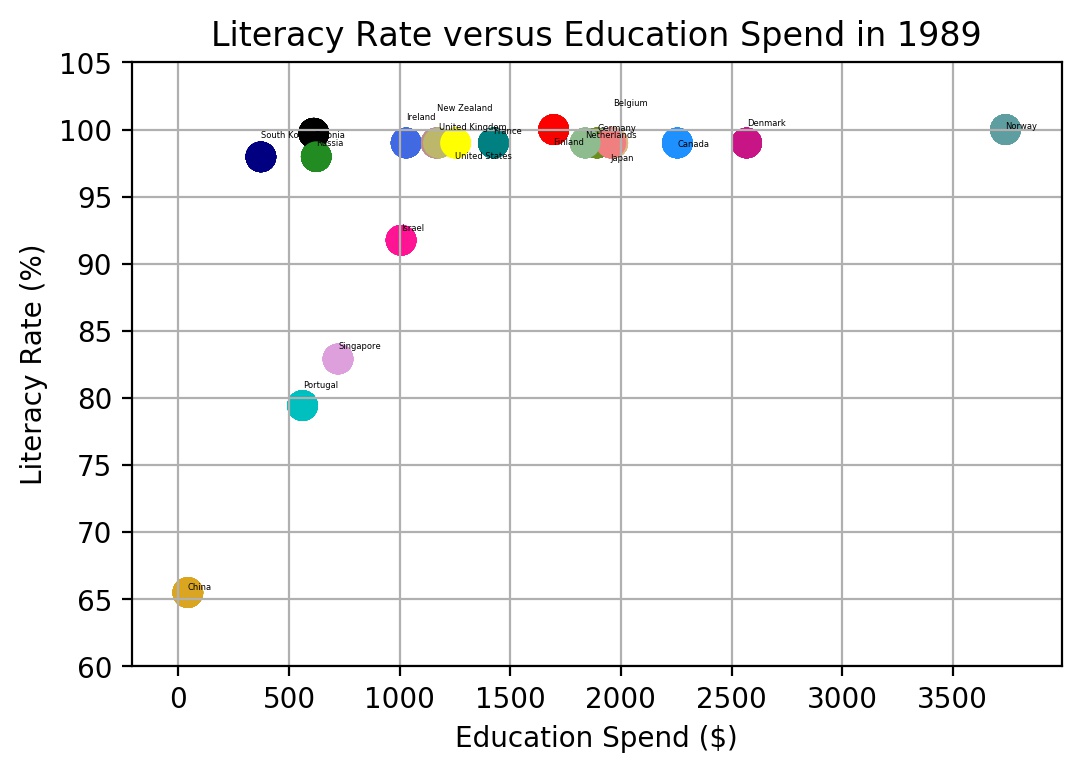 Literacy Rate versus Education Spend in 1989
Literacy Rate (%)
105
100
95
90
85
80
75
70
65
60
Belgium
New Zealand
Ireland
Denmark
Norway
Germany
United Kingdom
France
South
Netherlands
Russia
Finland
Canada
United States
Japan
Israel
Singapore
Portugal
China
0 500 1000 1500 2000 2500 3000 3500
Education Spend ($)